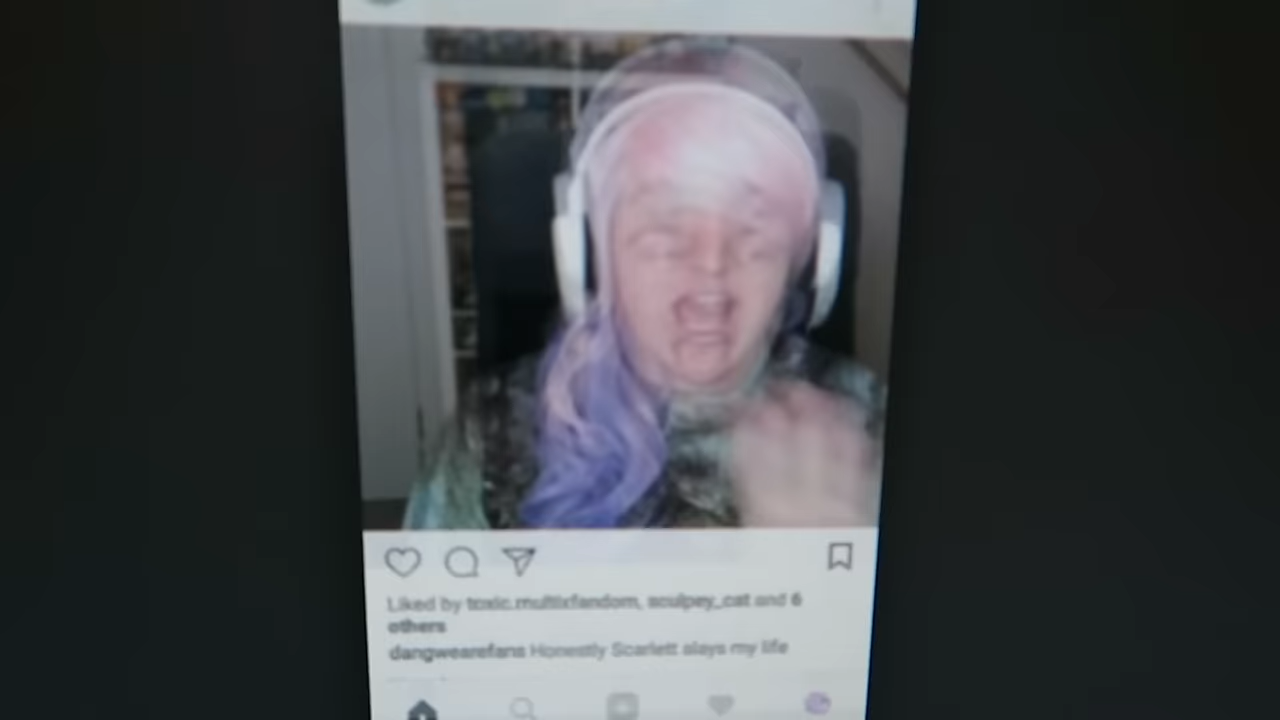 Liked by toxic.multixfandom, sculpey_cat and 6
others
dangwearefans Honestly Scarlett slays my life